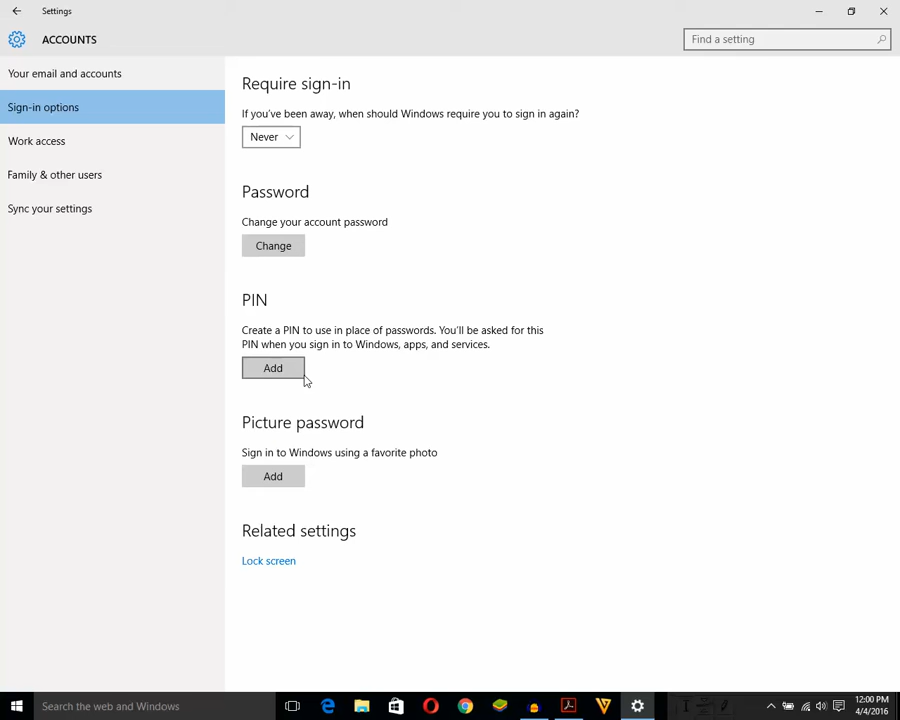 Settings
ACCOUNTS
Find a setting
Your email and accounts
Sign-in options
Work access
Family & other users
Sync your settings
Require sign-in
If you've been away, when should Windows require you to sign in again?
Never
Password
Change your account password
Change
PIN
Create a PIN to use in place of passwords. You'll be asked for this
PIN when you sign in to Windows, apps, and services.
Add
Picture password
Sign in to Windows using a favorite photo
Add
Related settings
Lock screen
Search the web and Windows
12:00 PM
4/4/2016